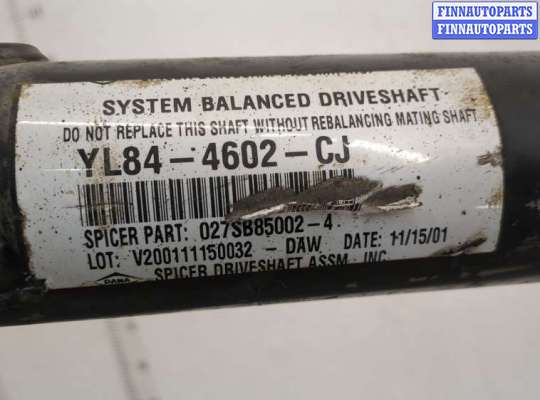 FINNAUTOPARTS
FINNAUTOPARTS
SYSTEM BALANCED DRIVESHAFT
DO NOT REPLACE THIS SHAFT WITHOUT REBALANCING MATING SHAFT
YL84-4602-CJ
SPICER PART: 027SB85002-4
LOT: V200111150032 -DAW DATE: 11/15/01
DANA SPICER DRIVESHAFT ASSM, INC